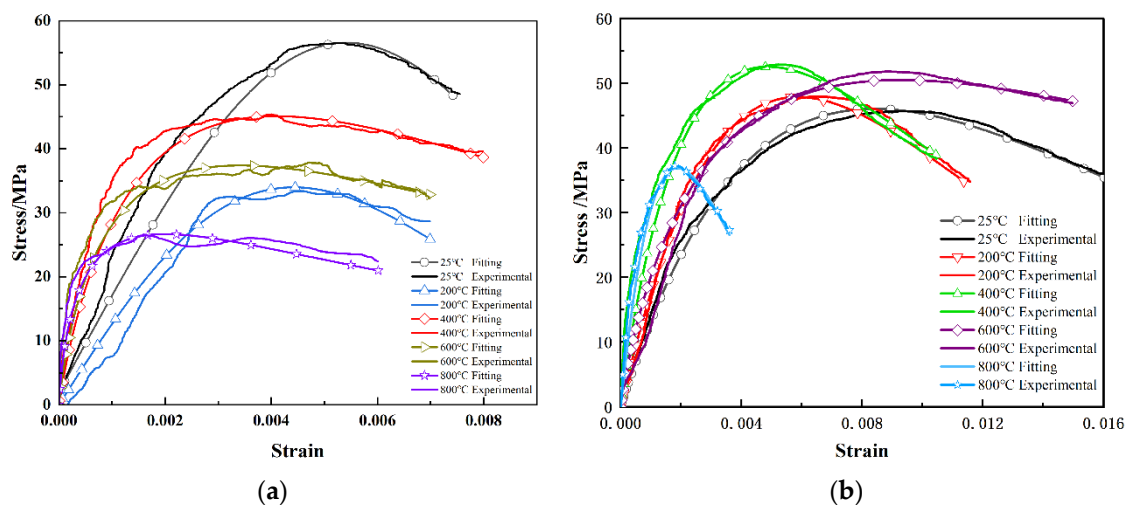 60
50
40
30
20
10
0
Stress/MPa
0.000
0.002
0.004
0.006
0.008
Strain
25℃ Fitting
25℃ Experimental
200℃ Fitting
200℃ Experimental
400℃ Fitting
400℃ Experimental
600℃ Fitting
600℃ Experimental
800℃ Fitting
800℃ Experimental
(a)
60
50
40
30
20
10
0
Stress /MPa
0.000
0.004
0.008
0.012
0.016
Strain
25℃ Fitting
25℃ Experimental
200℃ Fitting
200℃ Experimental
400℃ Fitting
400℃ Experimental
600℃ Fitting
600℃ Experimental
800℃ Fitting
800℃ Experimental
(b)